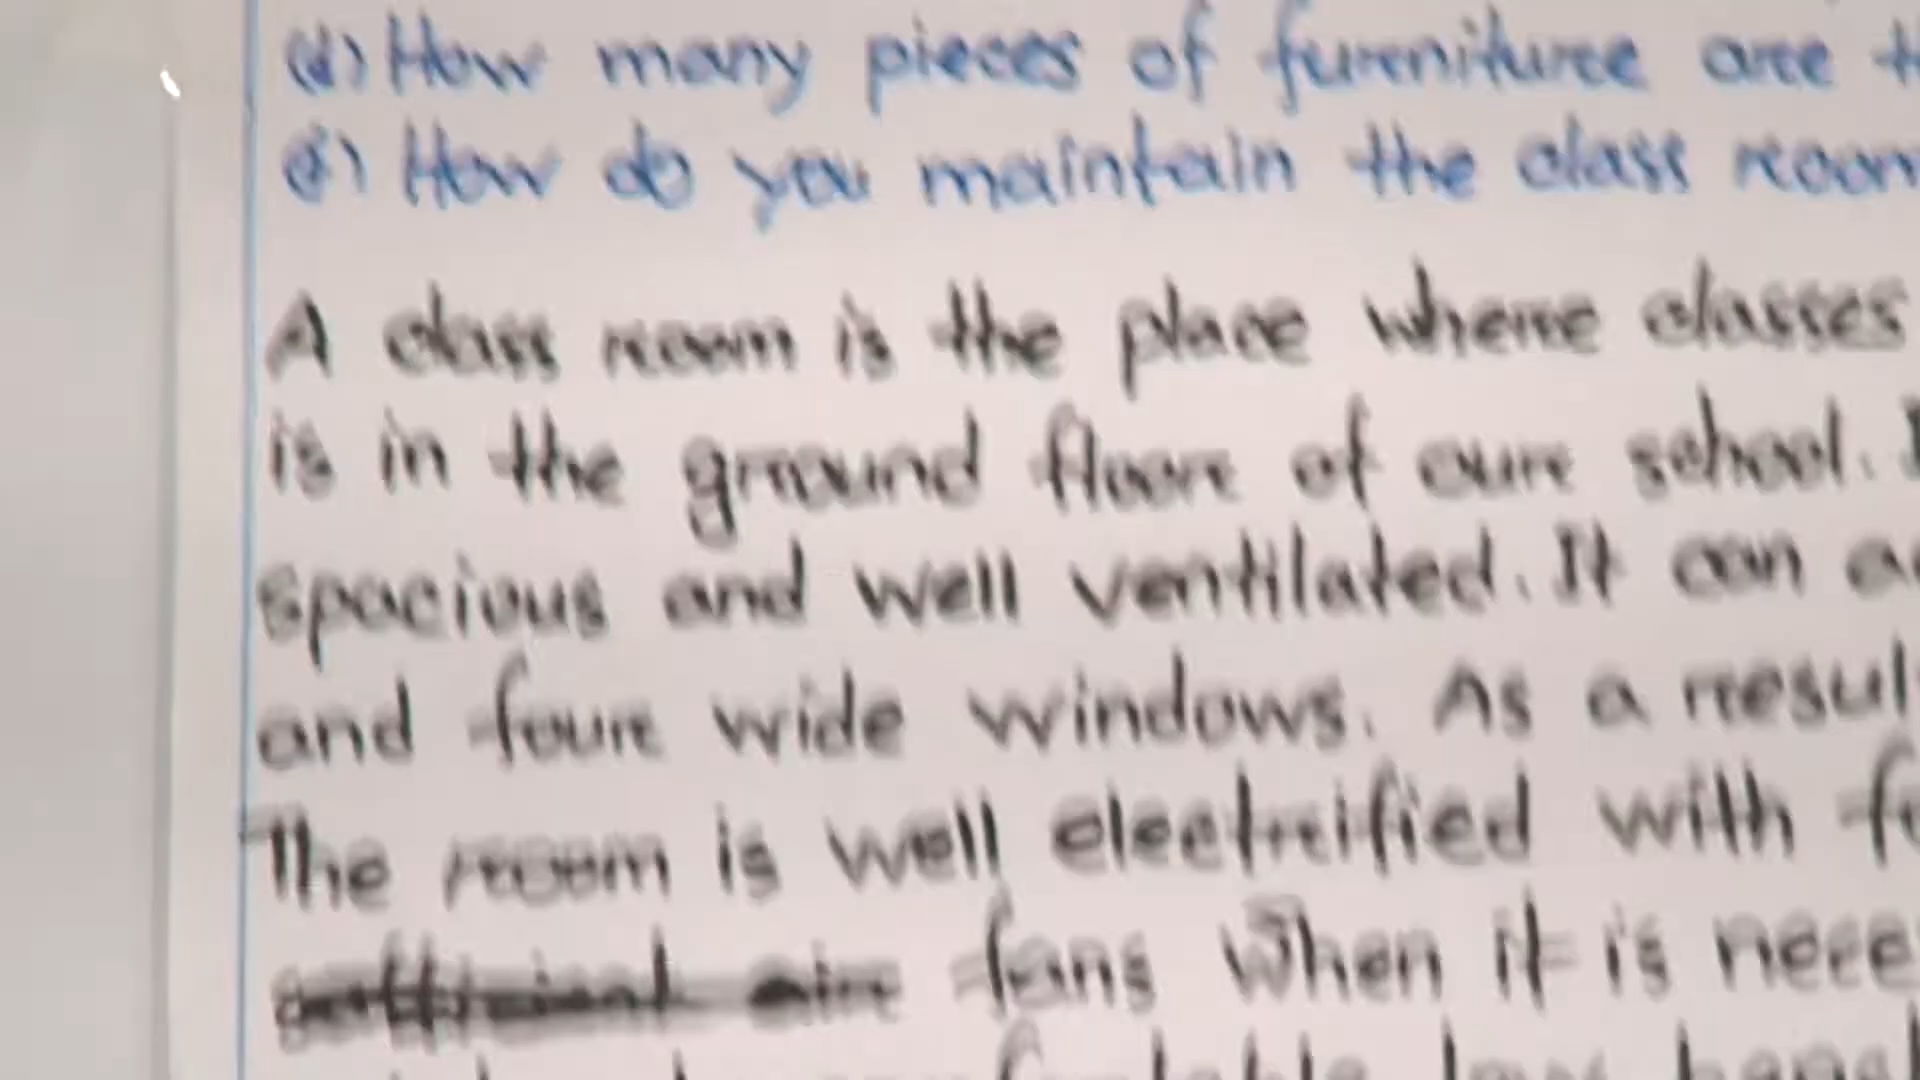 (d) How many pieces of furniture are
(e) How do you maintain the class room
A class room is the place where classes
is in the ground floor of our school.
spacious and well ventilated. It can
and four wide windows. As a
The room is well electrified with
sufficient air fans when it is